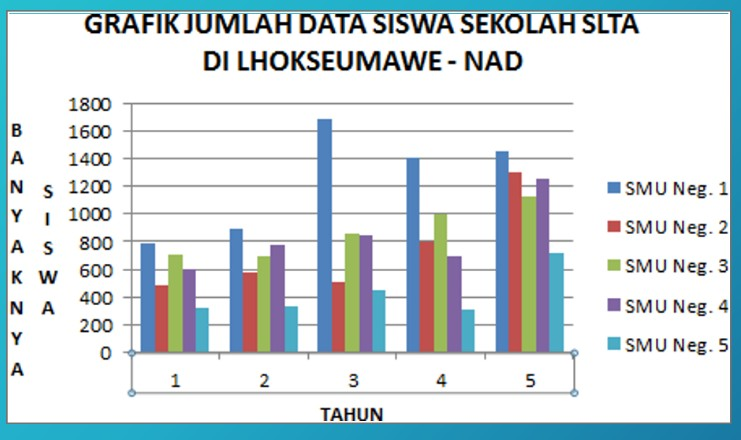 GRAFIK JUMLAH DATA SISWA SEKOLAH SLTA
DI LHOKSEUMAWE - NAD
BANYAKNYA
SISWA
1800
1600
1400
1200
1000
800
600
400
200
0
1 2 3 4 5
TAHUN
SMU Neg. 1
SMU Neg. 2
SMU Neg. 3
SMU Neg. 4
SMU Neg. 5